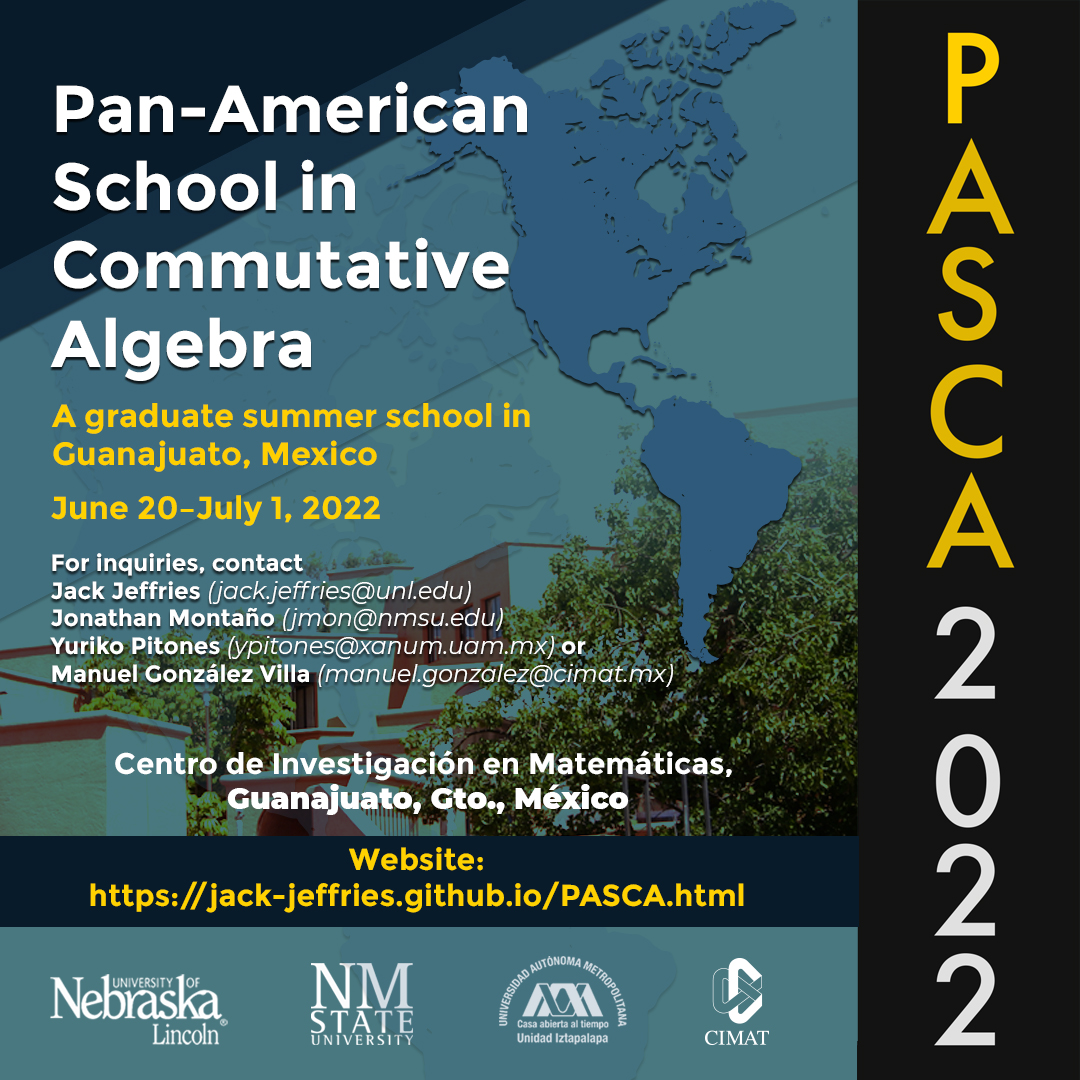 Pan-American
School in
Commutative
Algebra
A graduate summer school in
Guanajuato, Mexico
June 20–July 1, 2022
For inquiries, contact
Jack Jeffries (jack.jeffries@unl.edu)
Jonathan Montaño (jmon@nmsu.edu)
Yuriko Pitones (ypitones@xanum.uam.mx) or
Manuel González Villa (manuel.gonzalez@cimat.mx)
Centro de Investigación en Matemáticas,
Guanajuato, Gto., México
Website:
https://jack-jeffries.github.io/PASCA.html
UNIVERSITY OF
Nebraska
Lincoln®
NM
STATE
UNIVERSITY
UNIVERSIDAD AUTÓNOMA METROPOLITANA
Casa abierta al tiempo
Unidad Iztapalapa
CIMAT
PASCA 2022